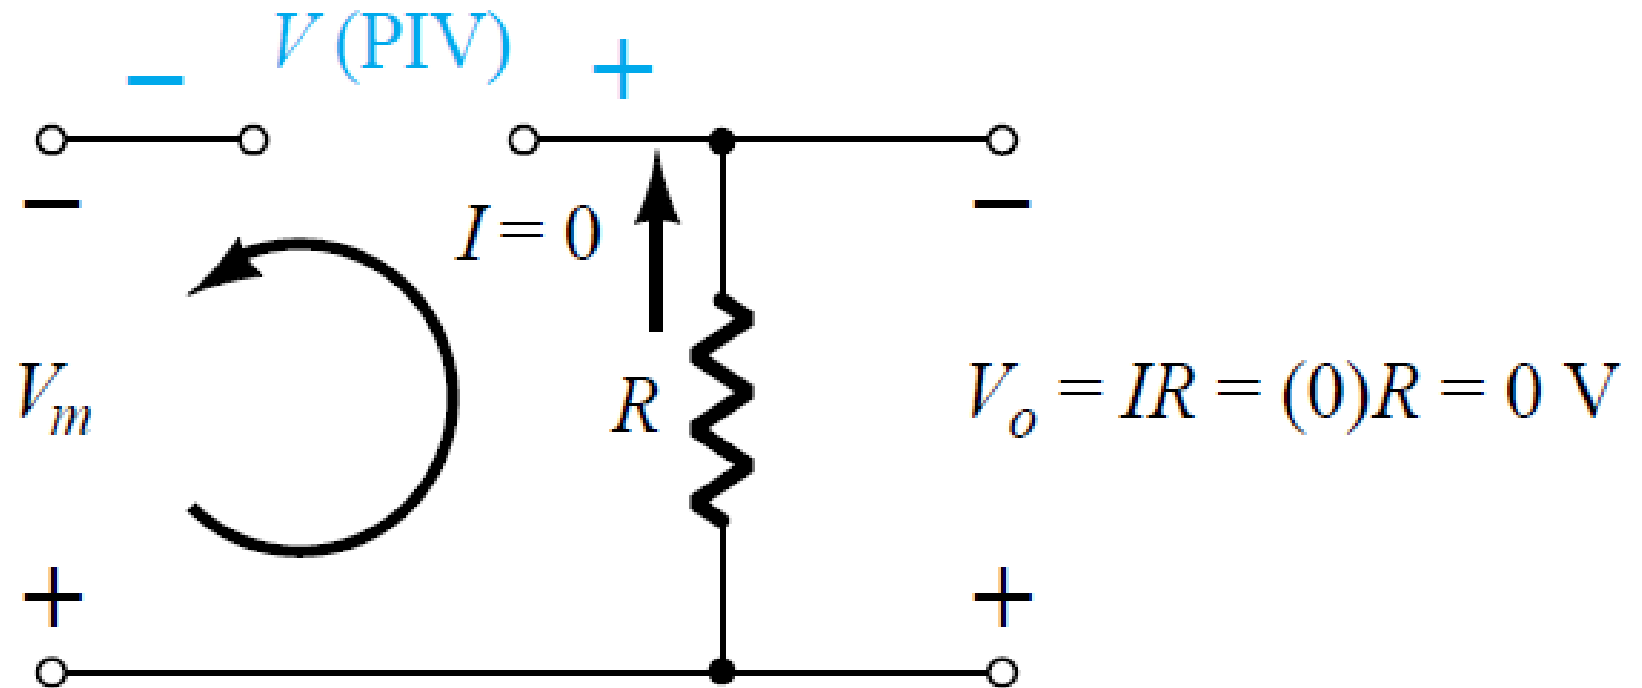 − V (PIV) +
− −
I = 0
Vₘ R Vₒ = IR = (0)R = 0 V
+ +